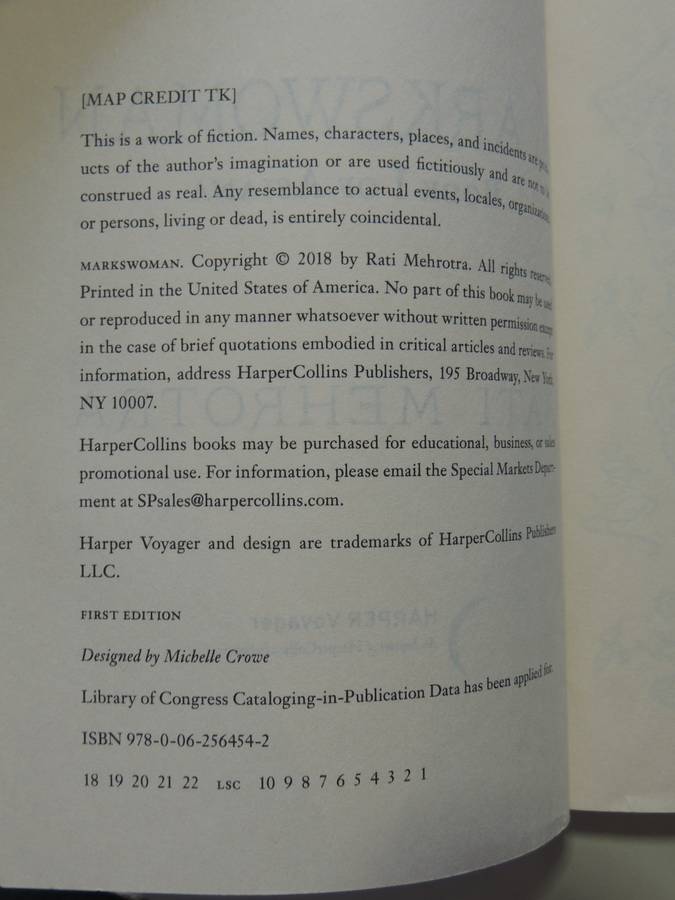 [MAP CREDIT TK]
This is a work of fiction. Names, characters, places, and incidents are
ucts of the author's imagination or are used fictitiously and are not to
construed as real. Any resemblance to actual events, locales,
or persons, living or dead, is entirely coincidental.
MARKSWOMAN. Copyright © 2018 by Rati Mehrotra. All rights
Printed in the United States of America. No part of this book may be used
or reproduced in any manner whatsoever without written permission except
in the case of brief quotations embodied in critical articles and reviews. For
information, address HarperCollins Publishers, 195 Broadway, New York,
NY 10007.
HarperCollins books may be purchased for educational, business, or sales
promotional use. For information, please email the Special Markets Depart-
ment at SPsales@harpercollins.com.
Harper Voyager and design are trademarks of HarperCollins Publishers
LLC.
FIRST EDITION
Designed by Michelle Crowe
Library of Congress Cataloging-in-Publication Data has been applied for.
ISBN 978-0-06-256454-2
18 19 20 21 22 LSC 10 9 8 7 6 5 4 3 2 1